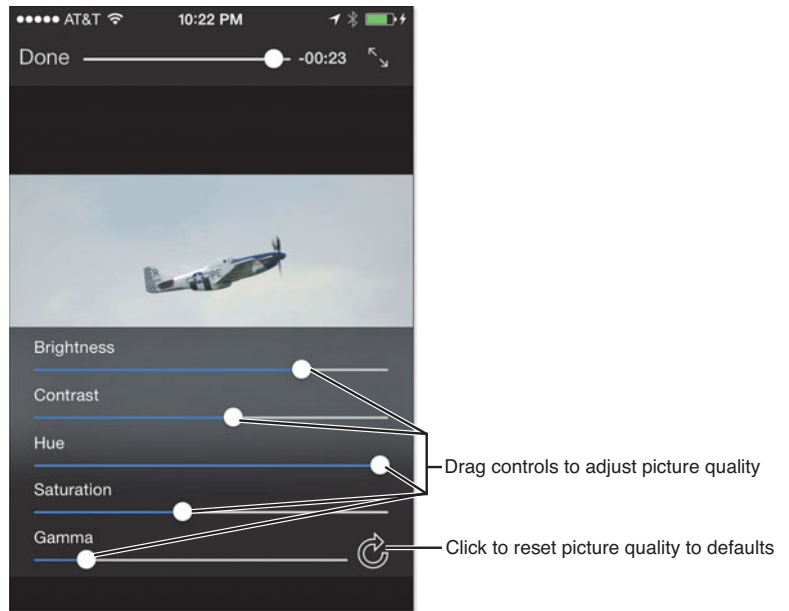 AT&T 10:22 PM
Done -00:23
Brightness
Contrast
Hue
Saturation
Gamma
Drag controls to adjust picture quality
Click to reset picture quality to defaults